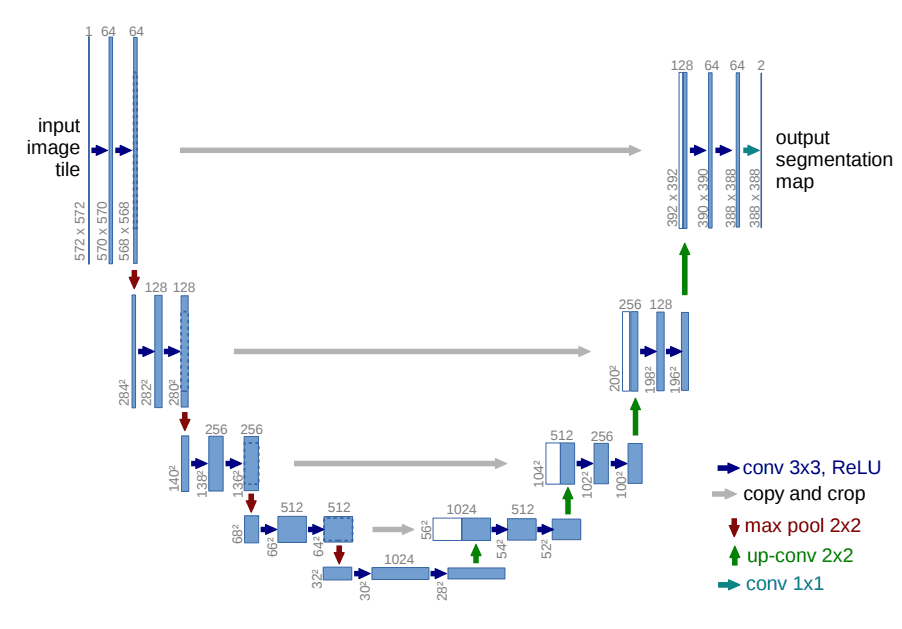 1 64 64
128 64 64 2
input
image
tile
output
segmentation
map
572 x 572
570 x 570
568 x 568
392 x 392
390 x 390
388 x 388
388 x 388
128 128
256 128
284²
282²
280²
200²
198²
196²
256 256
512 256
140²
138²
136²
104²
102²
100²
512 512
1024 512
68²
66²
64²
56²
54²
52²
1024
32²
30²
28²
conv 3x3, ReLU
copy and crop
max pool 2x2
up-conv 2x2
conv 1x1